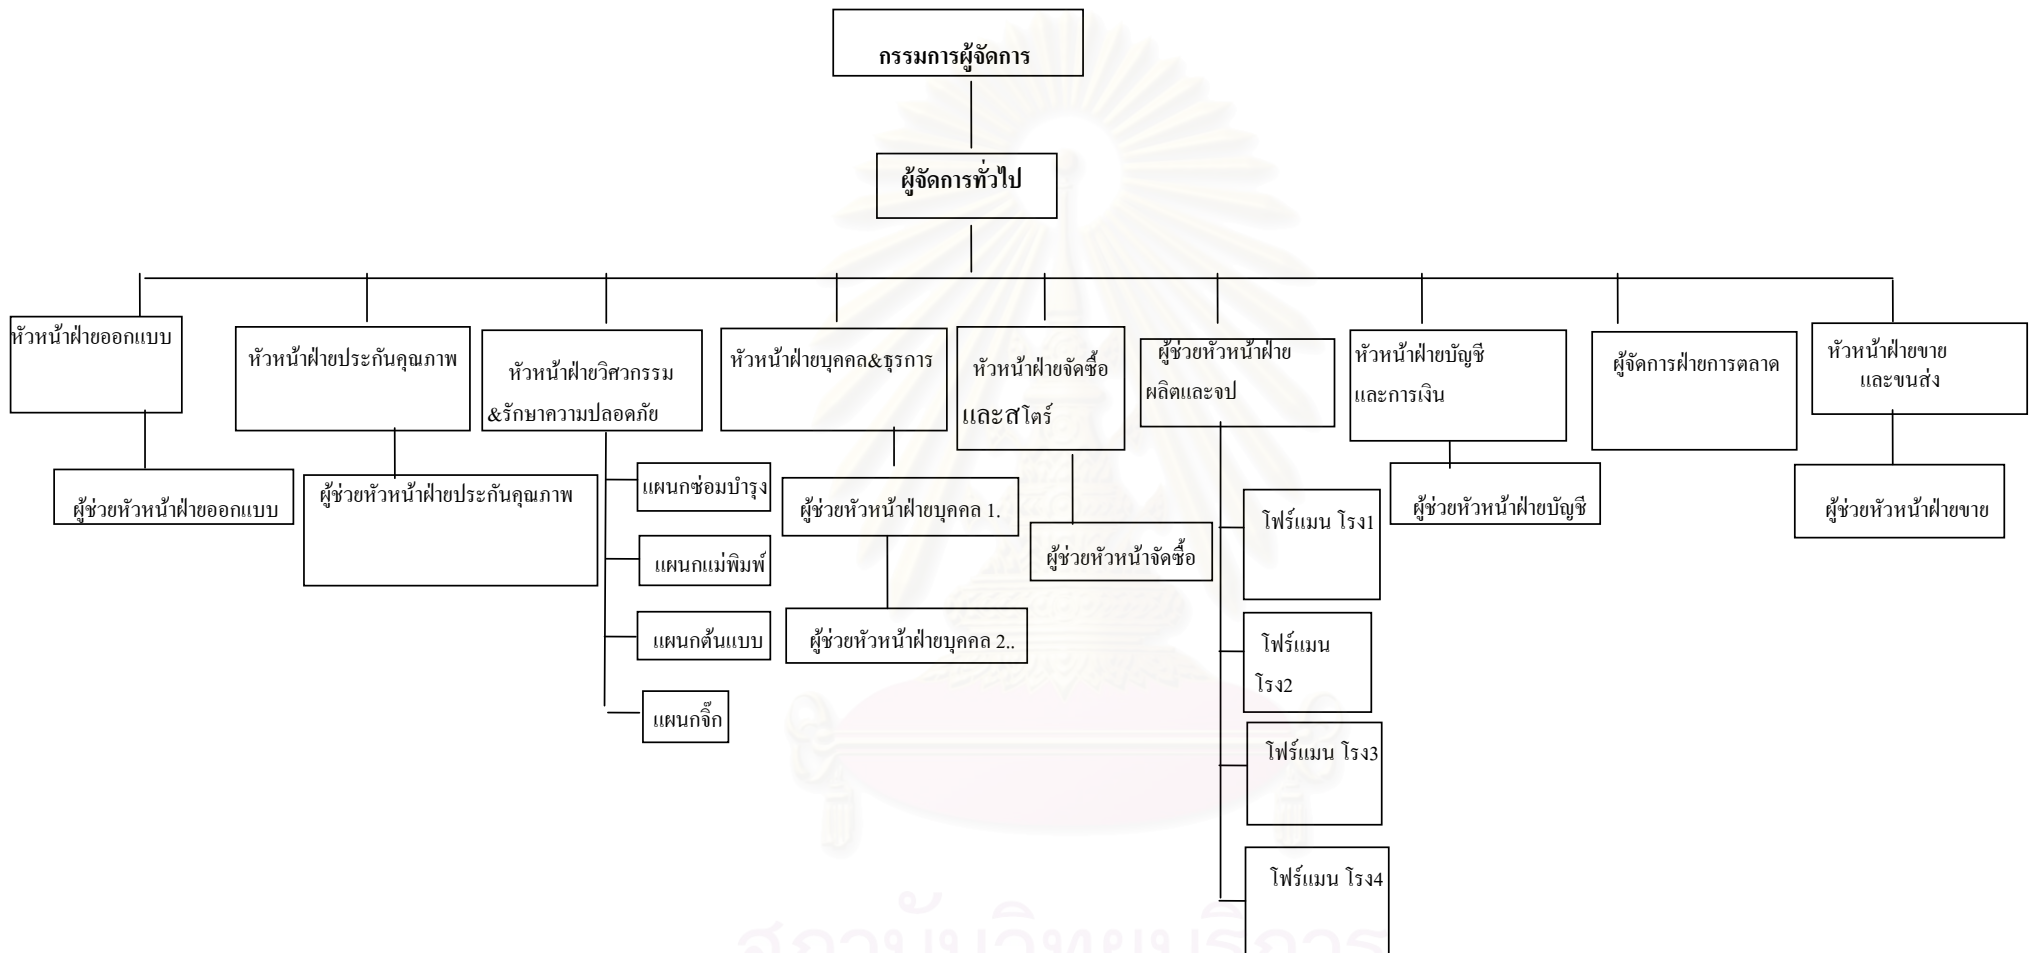 กรรมการผู้จัดการ
ผู้จัดการทั่วไป
หัวหน้าฝ่ายออกแบบ
หัวหน้าฝ่ายประกันคุณภาพ
หัวหน้าฝ่ายวิศวกรรม
&รักษาความปลอดภัย
หัวหน้าฝ่ายบุคคล&ธุรการ
หัวหน้าฝ่ายจัดซื้อ
และสโตร์
ผู้ช่วยหัวหน้าฝ่าย
ผลิตและจป
หัวหน้าฝ่ายบัญชี
และการเงิน
ผู้จัดการฝ่ายการตลาด
หัวหน้าฝ่ายขาย
และขนส่ง
ผู้ช่วยหัวหน้าฝ่ายออกแบบ
ผู้ช่วยหัวหน้าฝ่ายประกันคุณภาพ
แผนกซ่อมบำรุง
แผนกแม่พิมพ์
แผนกต้นแบบ
แผนกจิ๊ก
ผู้ช่วยหัวหน้าฝ่ายบุคคล 1.
ผู้ช่วยหัวหน้าฝ่ายบุคคล 2..
ผู้ช่วยหัวหน้าจัดซื้อ
โฟร์แมน โรง1
โฟร์แมน
โรง2
โฟร์แมน โรง3
โฟร์แมน โรง4
ผู้ช่วยหัวหน้าฝ่ายบัญชี
ผู้ช่วยหัวหน้าฝ่ายขาย
สถาบันวิทยบริการ